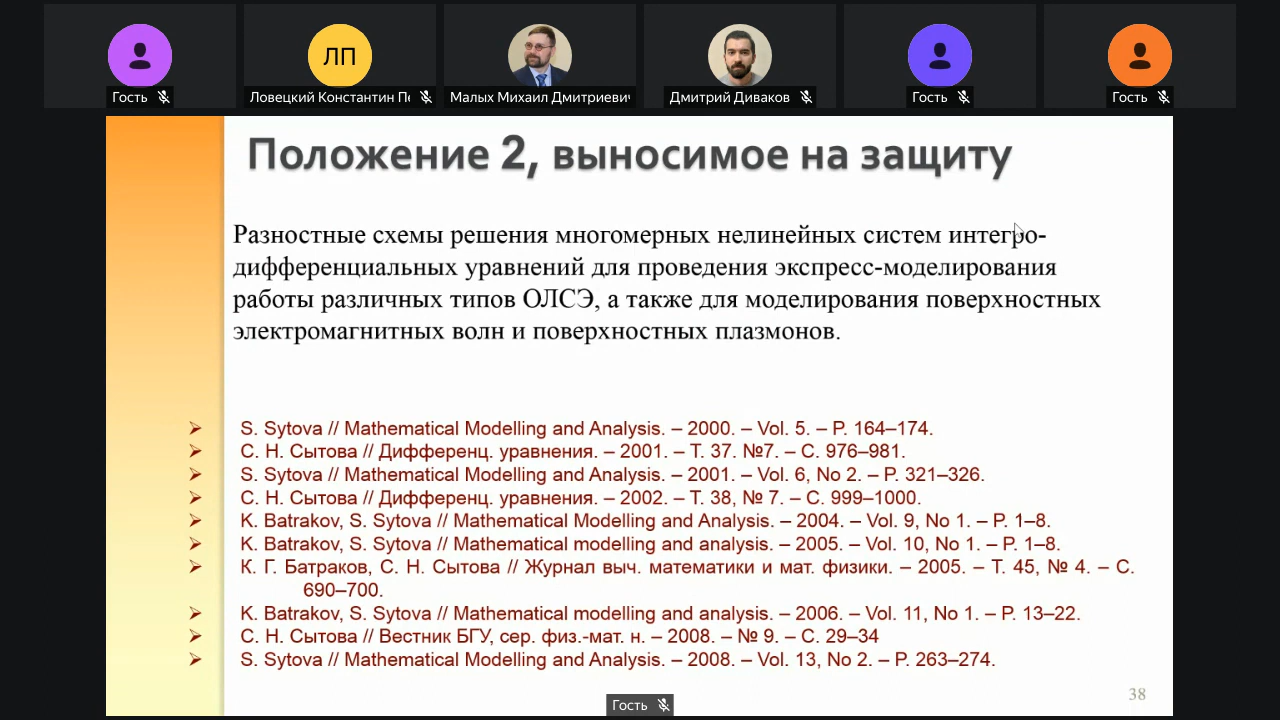 ЛП
Гость
Ловецкий Константин Пе
Малых Михаил Дмитриевич
Дмитрий Диваков
Гость
Гость
Положение 2, выносимое на защиту
Разностные схемы решения многомерных нелинейных систем интегро-
дифференциальных уравнений для проведения экспресс-моделирования
работы различных типов ОЛСЭ, а также для моделирования поверхностных
электромагнитных волн и поверхностных плазмонов.
S. Sytova // Mathematical Modelling and Analysis. – 2000. – Vol. 5. – P. 164–174.
С. Н. Сытова // Дифференц. уравнения. – 2001. – Т. 37. №7. – С. 976–981.
S. Sytova // Mathematical Modelling and Analysis. – 2001. – Vol. 6, No 2. – P. 321–326.
С. Н. Сытова // Дифференц. уравнения. – 2002. – Т. 38, № 7. – С. 999–1000.
K. Batrakov, S. Sytova // Mathematical Modelling and Analysis. – 2004. – Vol. 9, No 1. – P. 1–8.
K. Batrakov, S. Sytova // Mathematical modelling and analysis. – 2005. – Vol. 10, No 1. – P. 1–8.
К. Г. Батраков, С. Н. Сытова // Журнал выч. математики и мат. физики. – 2005. – Т. 45, № 4. – С.
690–700.
K. Batrakov, S. Sytova // Mathematical modelling and analysis. – 2006. – Vol. 11, No 1. – P. 13–22.
С. Н. Сытова // Вестник БГУ, сер. физ.-мат. н. – 2008. – № 9. – С. 29–34
S. Sytova // Mathematical Modelling and Analysis. – 2008. – Vol. 13, No 2. – P. 263–274.
38
Гость